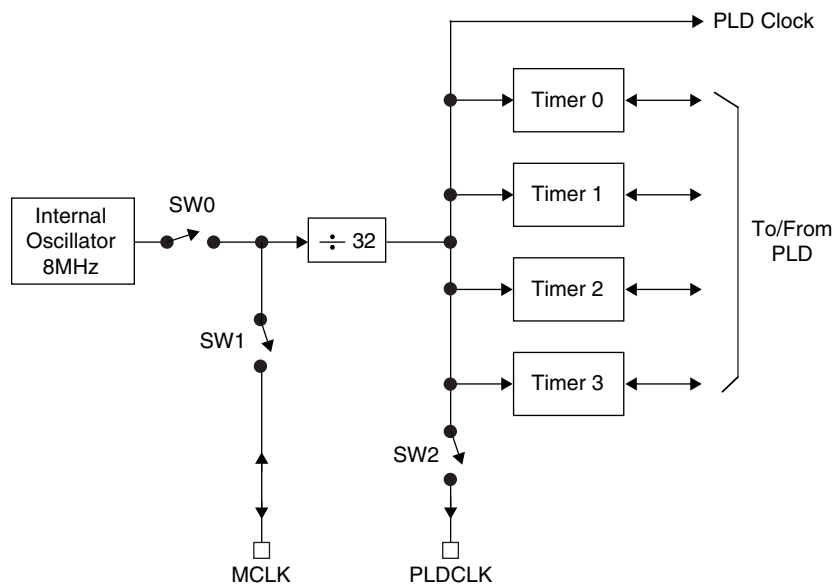 PLD Clock
Timer 0
Timer 1
SW0
Internal
Oscillator
8MHz
÷ 32
To/From
PLD
Timer 2
SW1
Timer 3
SW2
MCLK
PLDCLK